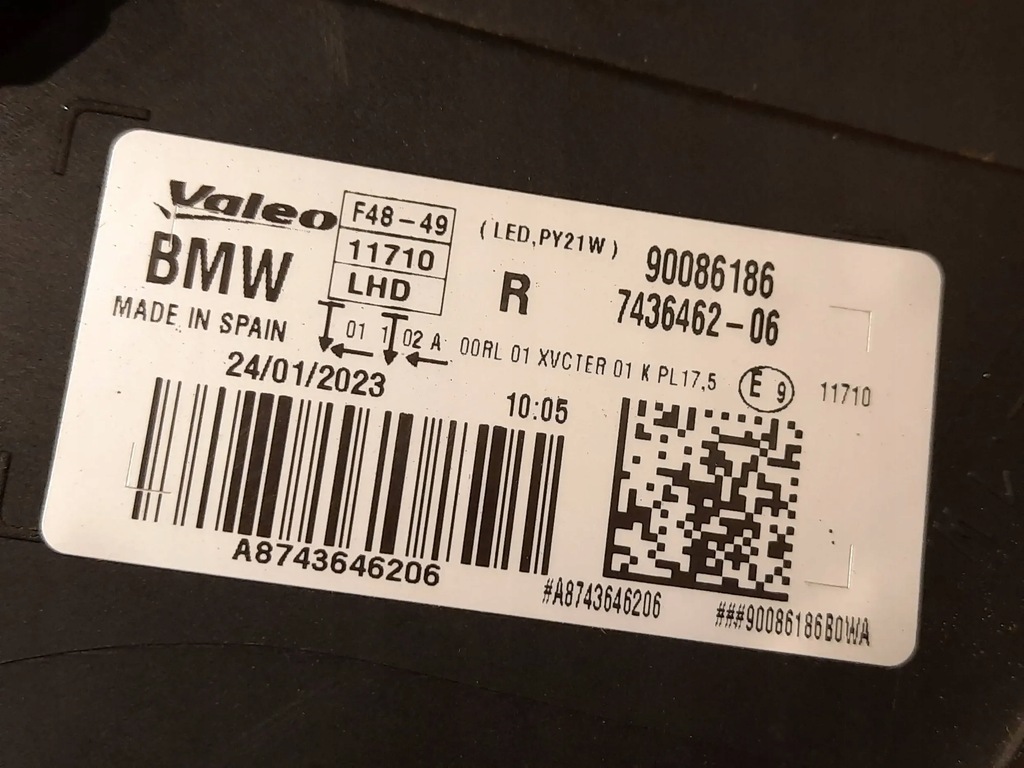 Valeo
F48-49
(LED,PY21W)
90086186
BMW
11710
LHD
R
7436462-06
MADE IN SPAIN
01 1 02 A 00RL 01 XVCTER 01 K PL17,5
E 9
11710
24/01/2023
10:05
A8743646206
#A8743646206
###90086186B0WA